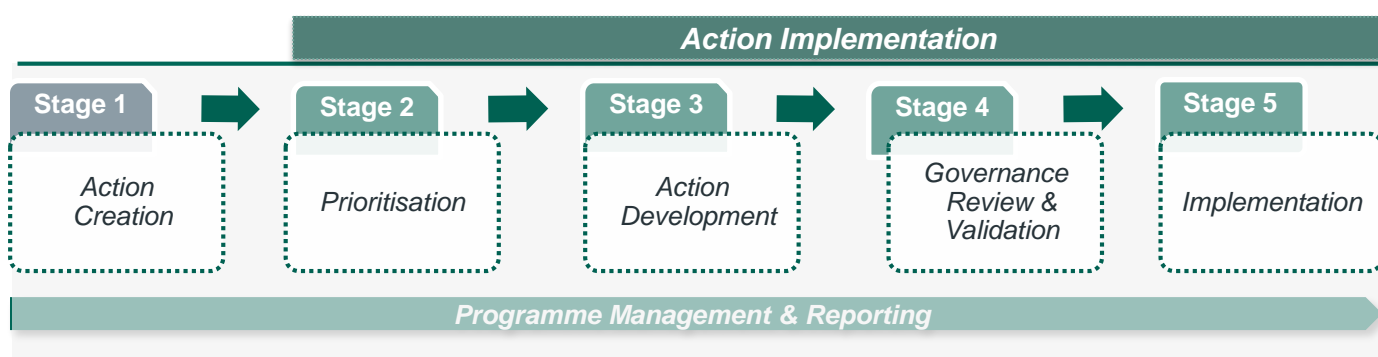 Action Implementation
Stage 1
Stage 2
Stage 3
Stage 4
Stage 5
Action
Creation
Prioritisation
Action
Development
Governance
Review &
Validation
Implementation
Programme Management & Reporting